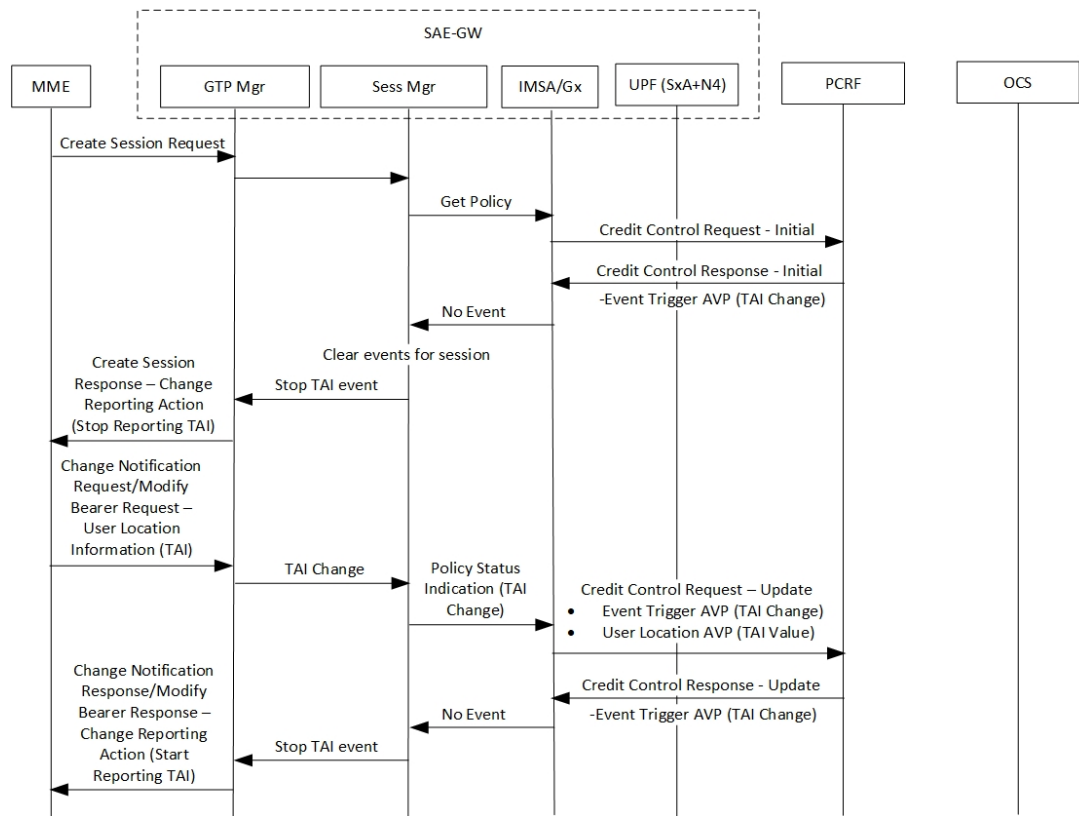 SAE-GW
MME
GTP Mgr
Sess Mgr
IMSA/Gx
UPF (SxA+N4)
PCRF
OCS
Create Session Request
Get Policy
Credit Control Request - Initial
Credit Control Response - Initial
-Event Trigger AVP (TAI Change)
No Event
Clear events for session
Create Session
Response – Change
Reporting Action
(Stop Reporting TAI)
Stop TAI event
Change Notification
Request/Modify
Bearer Request –
User Location
Information (TAI)
TAI Change
Policy Status
Indication (TAI
Change)
Credit Control Request – Update
• Event Trigger AVP (TAI Change)
• User Location AVP (TAI Value)
Change Notification
Response/Modify
Bearer Response –
Change Reporting
Action (Start
Reporting TAI)
Credit Control Response - Update
-Event Trigger AVP (TAI Change)
No Event
Stop TAI event